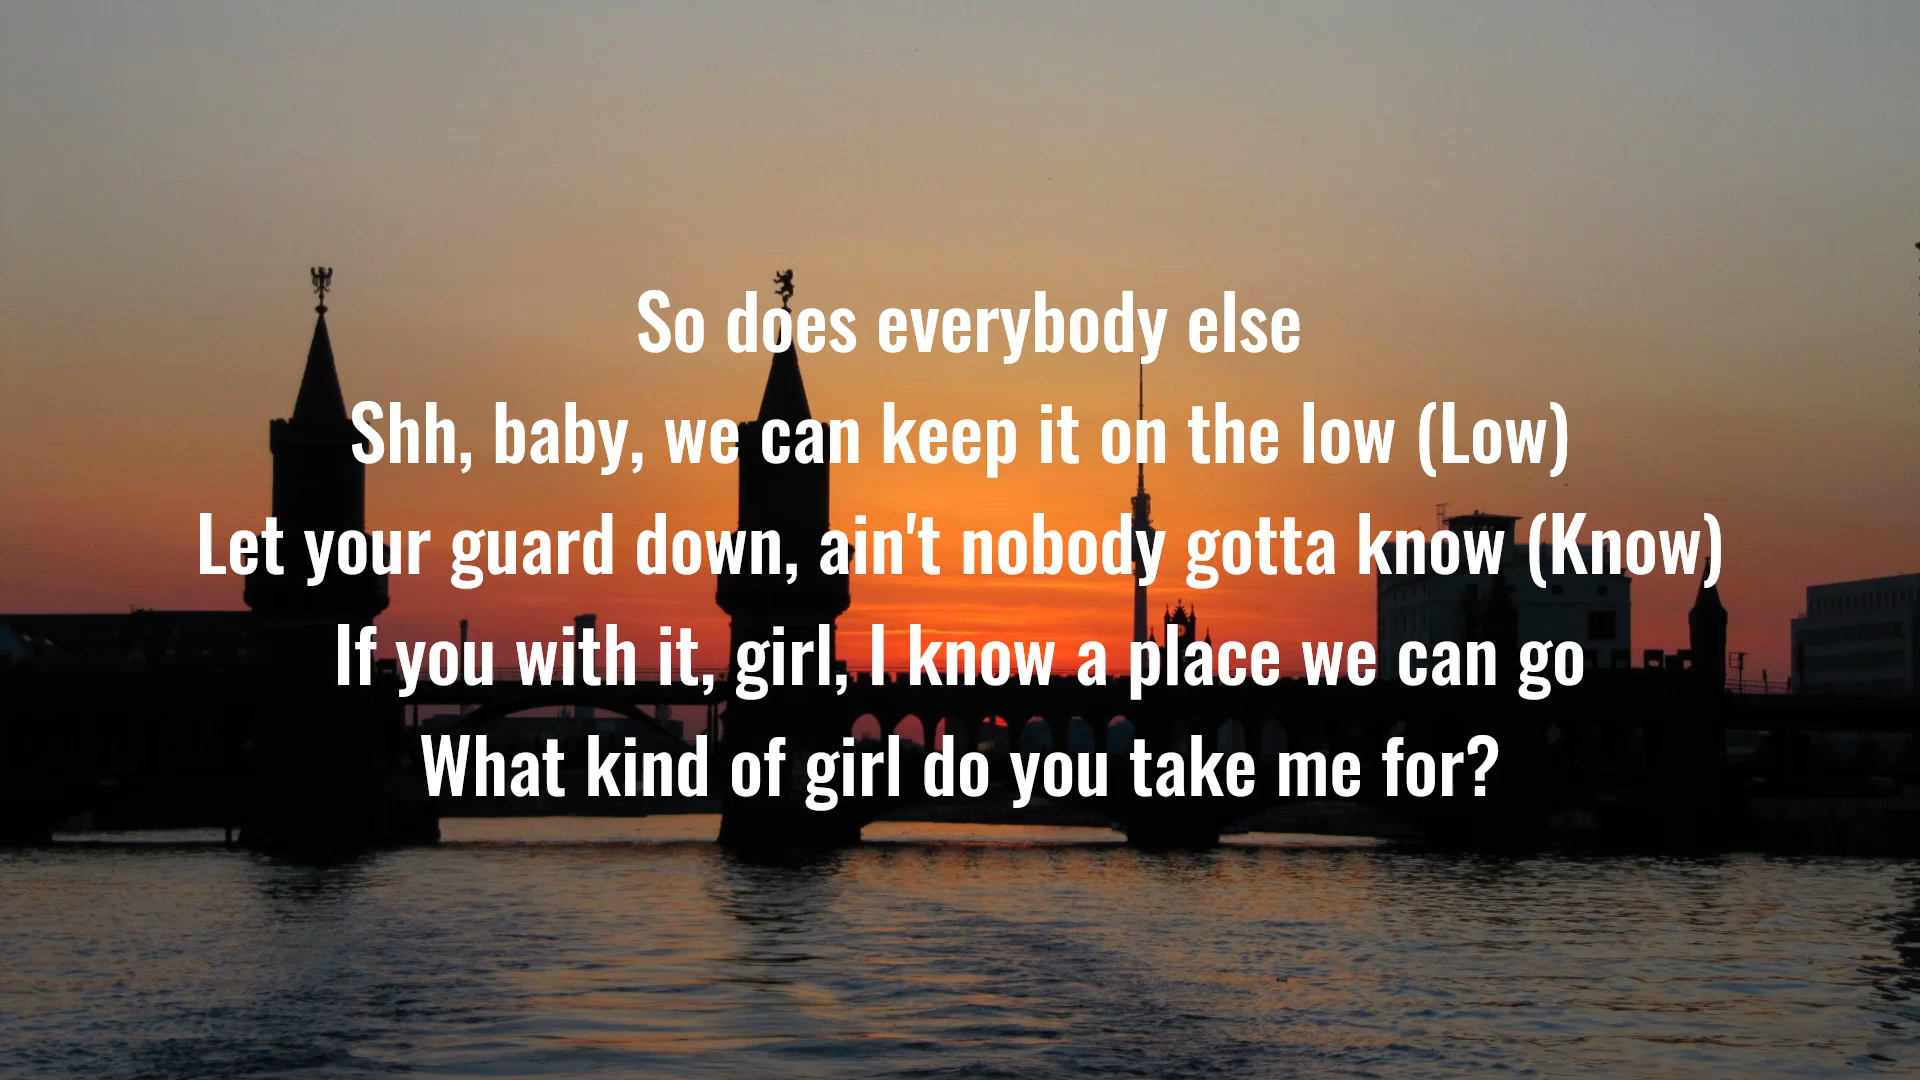 So does everybody else
Shh, baby, we can keep it on the low (Low)
Let your guard down, ain't nobody gotta know (Know)
If you with it, girl, I know a place we can go
What kind of girl do you take me for?